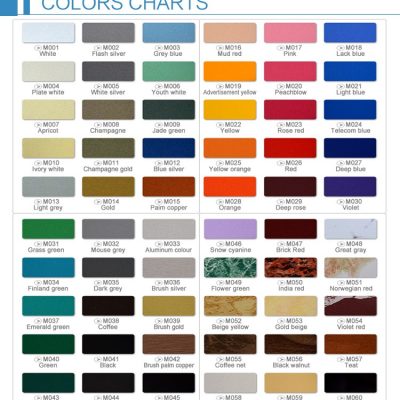 COLORS CHARTS
M001 M002 M003 M016 M017 M018
White Flash silver Grey blue Mud red Pink Lack blue
M004 M005 M006 M019 M020 M021
Plate white White silver Youth white Advertisement yellow Peachblow Light blue
M007 M008 M009 M022 M023 M024
Apricot Champagne Jade green Yellow Rose red Telecom blue
M010 M011 M012 M025 M026 M027
Ivory white Champagne gold Blue silver Yellow orange Red Deep blue
M013 M014 M015 M028 M029 M030
Light grey Gold Paim copper Orange Deep rose Violet
M031 M032 M033 M046 M047 M048
Grass green Mouse grey Aluminum colour Snow cyanine Brick Red Great gray
M034 M035 M036 M049 M050 M051
Finland green Dark grey Brush silver Flower green India red Norwegian red
M037 M038 M039 M052 M053 M054
Emerald green Coffee Brush gold Beige yellow Gold beige Violet red
M040 M041 M042 M055 M056 M057
Green Black Brush paim copper Coffee net Black walnut Teat
M043 M044 M045 M058 M059 M060